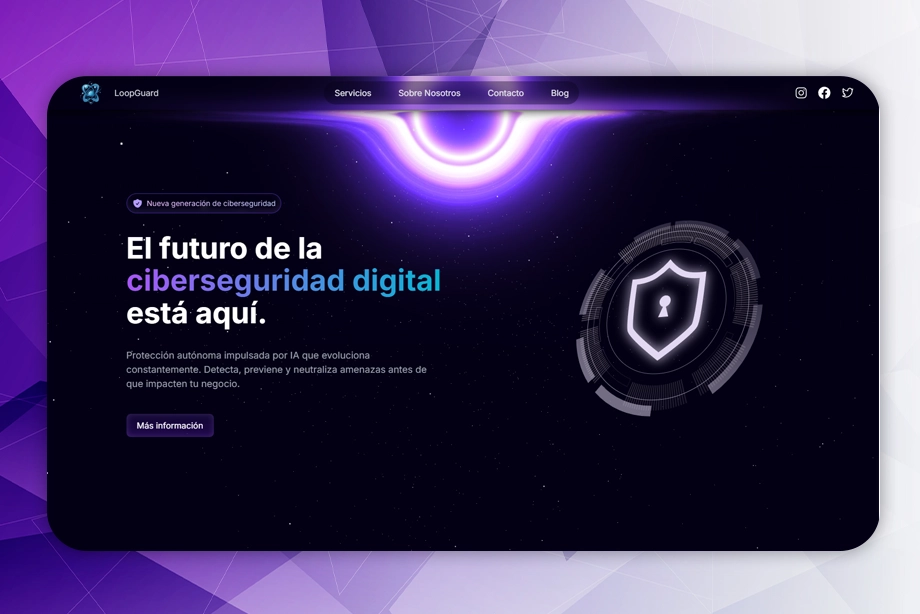 LoopGuard
Servicios
Sobre Nosotros
Contacto
Blog
Nueva generación de ciberseguridad
El futuro de la
ciberseguridad digital
está aquí.
Protección autónoma impulsada por IA que evoluciona
constantemente. Detecta, previene y neutraliza amenazas antes de
que impacten tu negocio.
Más información